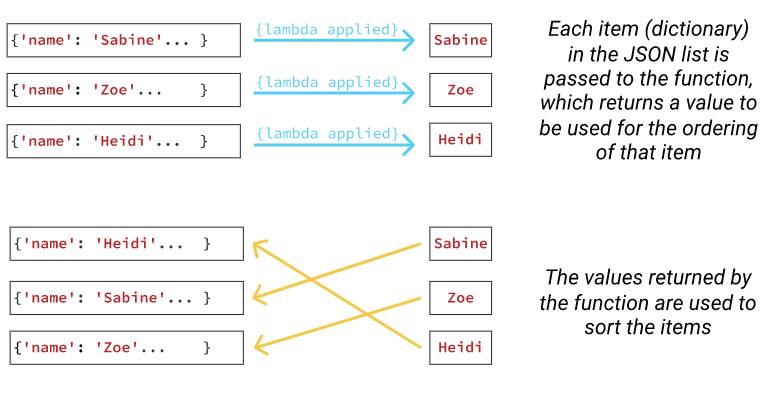 {'name': 'Sabine'... }
{lambda applied}
Sabine
{'name': 'Zoe'... }
{lambda applied}
Zoe
{'name': 'Heidi'... }
{lambda applied}
Heidi
Each item (dictionary)
in the JSON list is
passed to the function,
which returns a value to
be used for the ordering
of that item
{'name': 'Heidi'... }
Sabine
{'name': 'Sabine'... }
Zoe
{'name': 'Zoe'... }
Heidi
The values returned by
the function are used to
sort the items